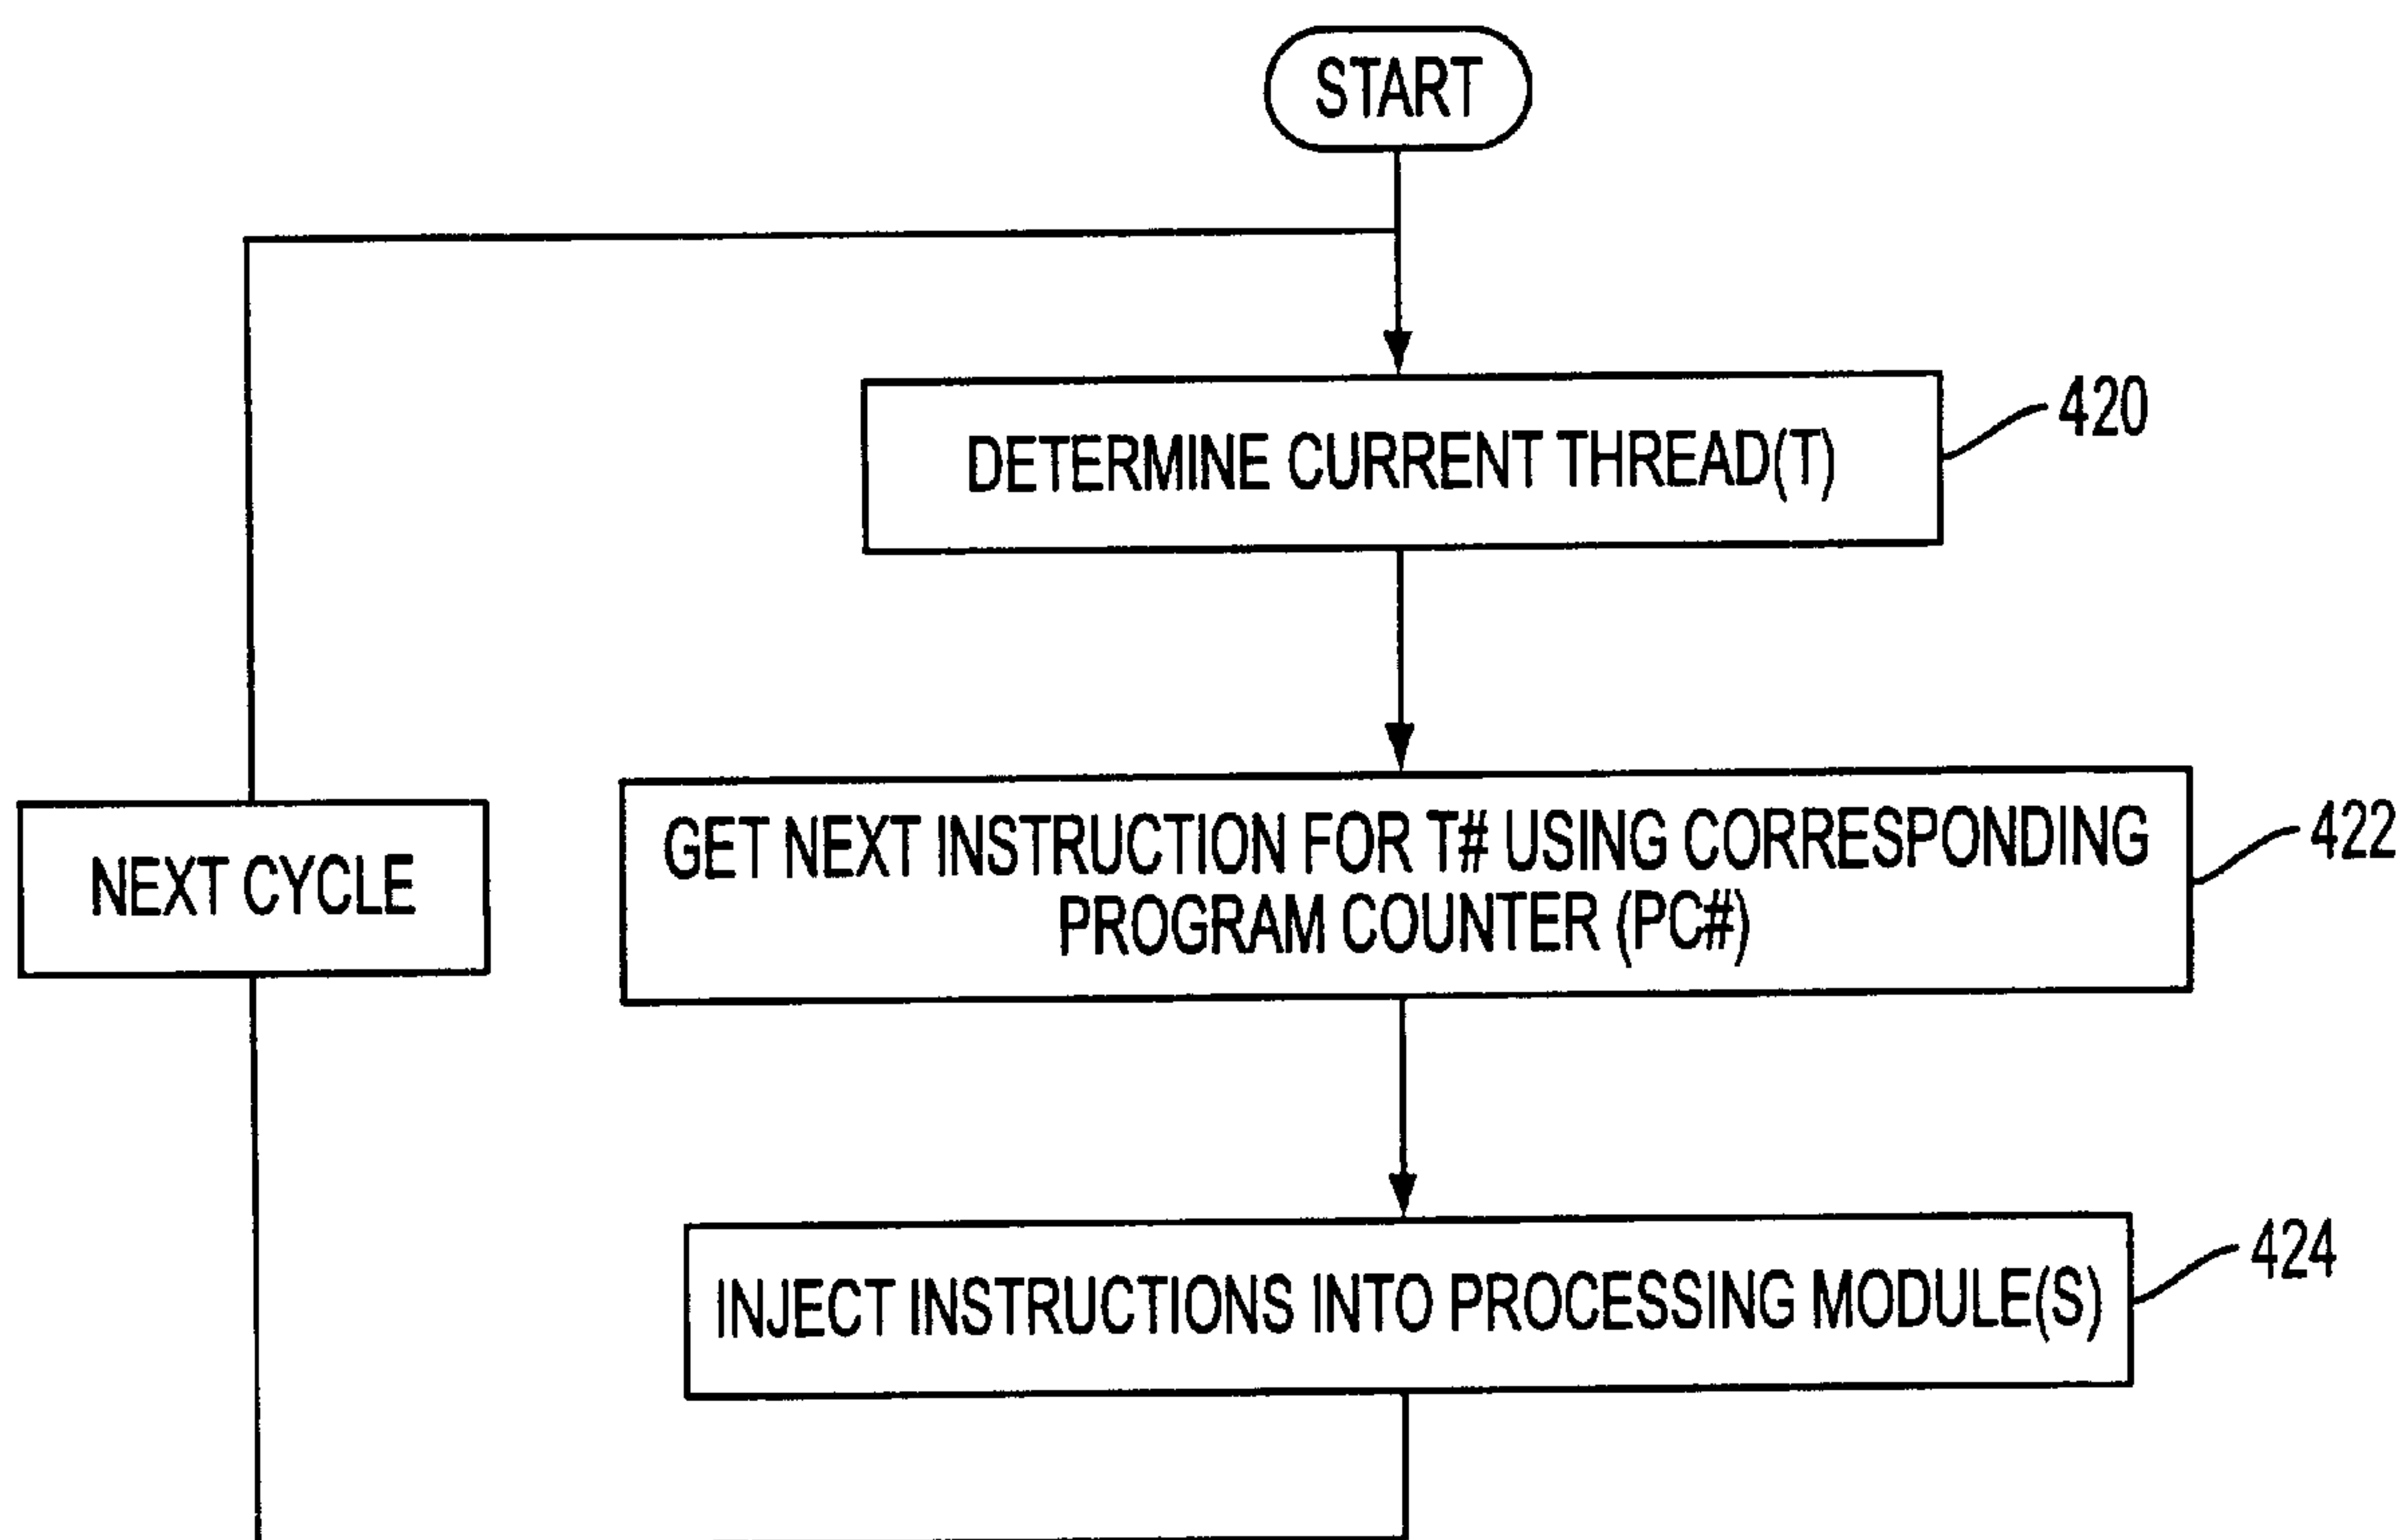 START
DETERMINE CURRENT THREAD(T)
420
GET NEXT INSTRUCTION FOR T# USING CORRESPONDING
PROGRAM COUNTER (PC#)
422
NEXT CYCLE
INJECT INSTRUCTIONS INTO PROCESSING MODULE(S)
424